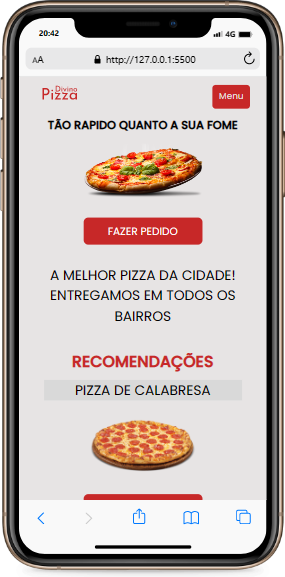 20:42
4G
AA
http://127.0.0.1:5500
Divino
Pizza
Menu
TÃO RAPIDO QUANTO A SUA FOME
FAZER PEDIDO
A MELHOR PIZZA DA CIDADE!
ENTREGAMOS EM TODOS OS
BAIRROS
RECOMENDAÇÕES
PIZZA DE CALABRESA